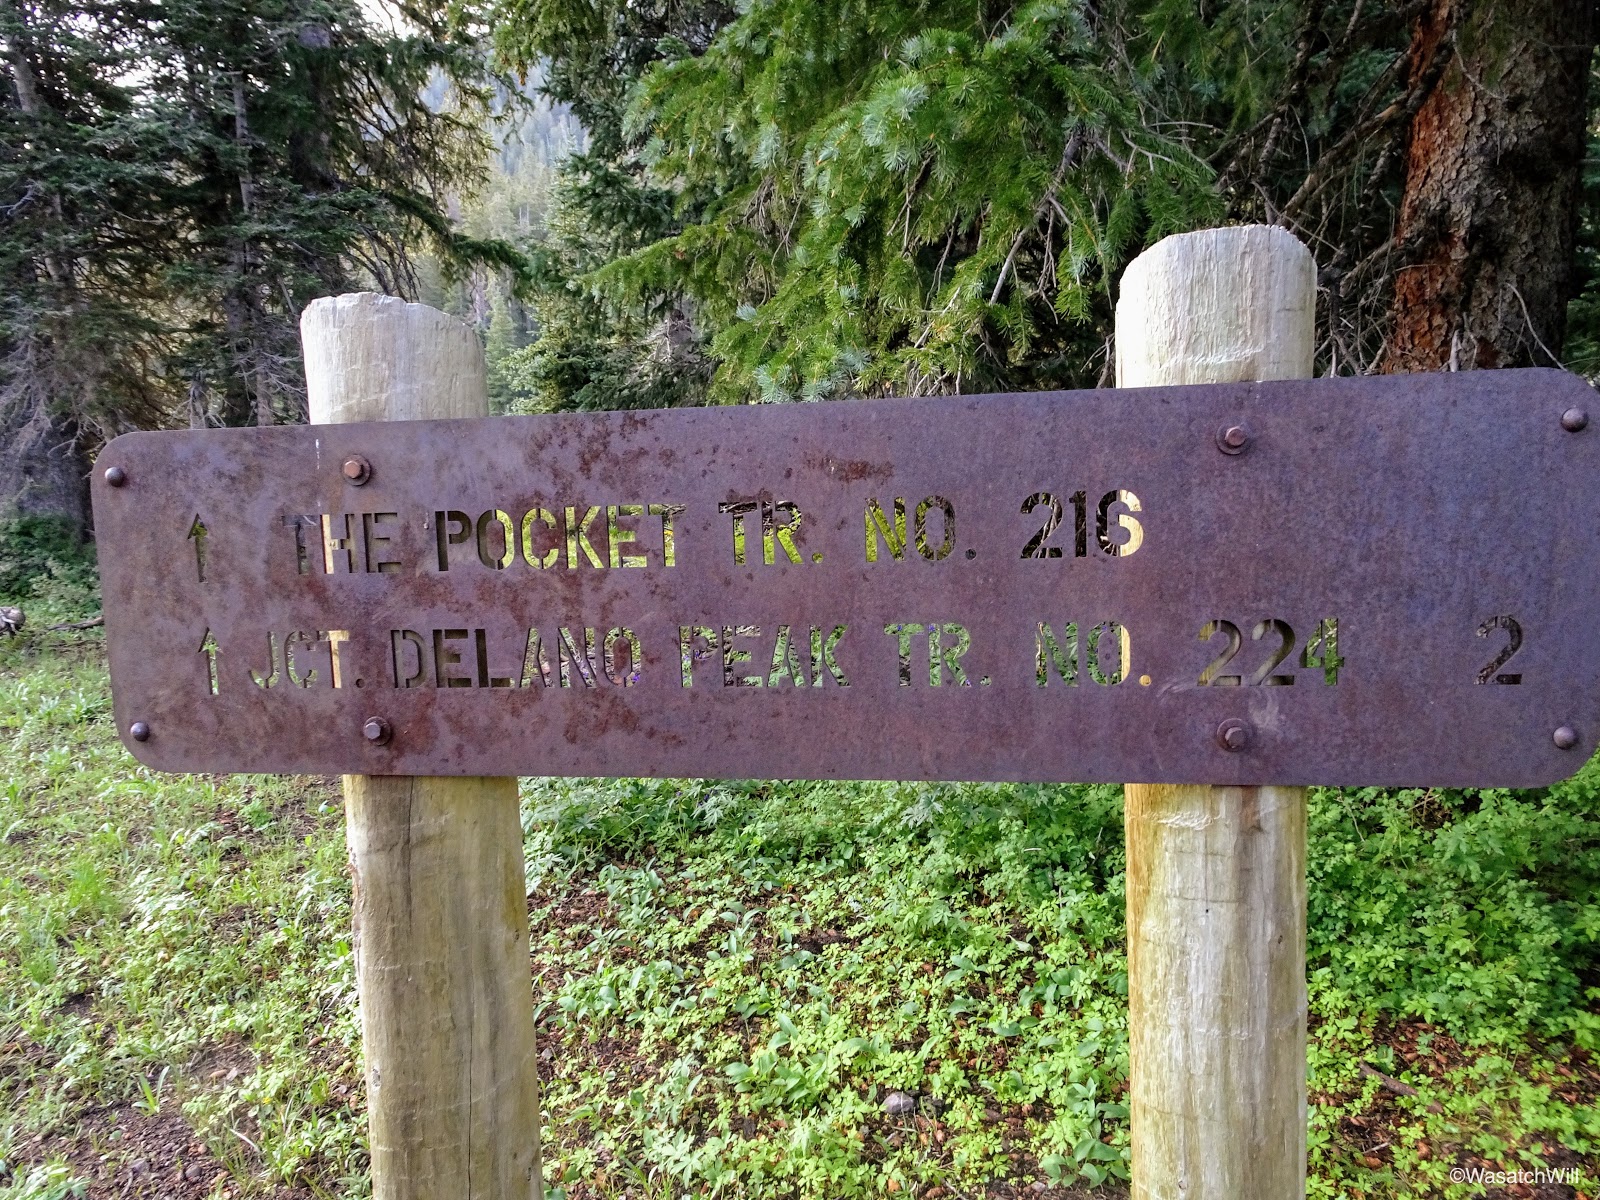 ↑ THE POCKET TR. NO. 216
↑ JCT. DELANO PEAK TR. NO. 224 2
©WasatchWill